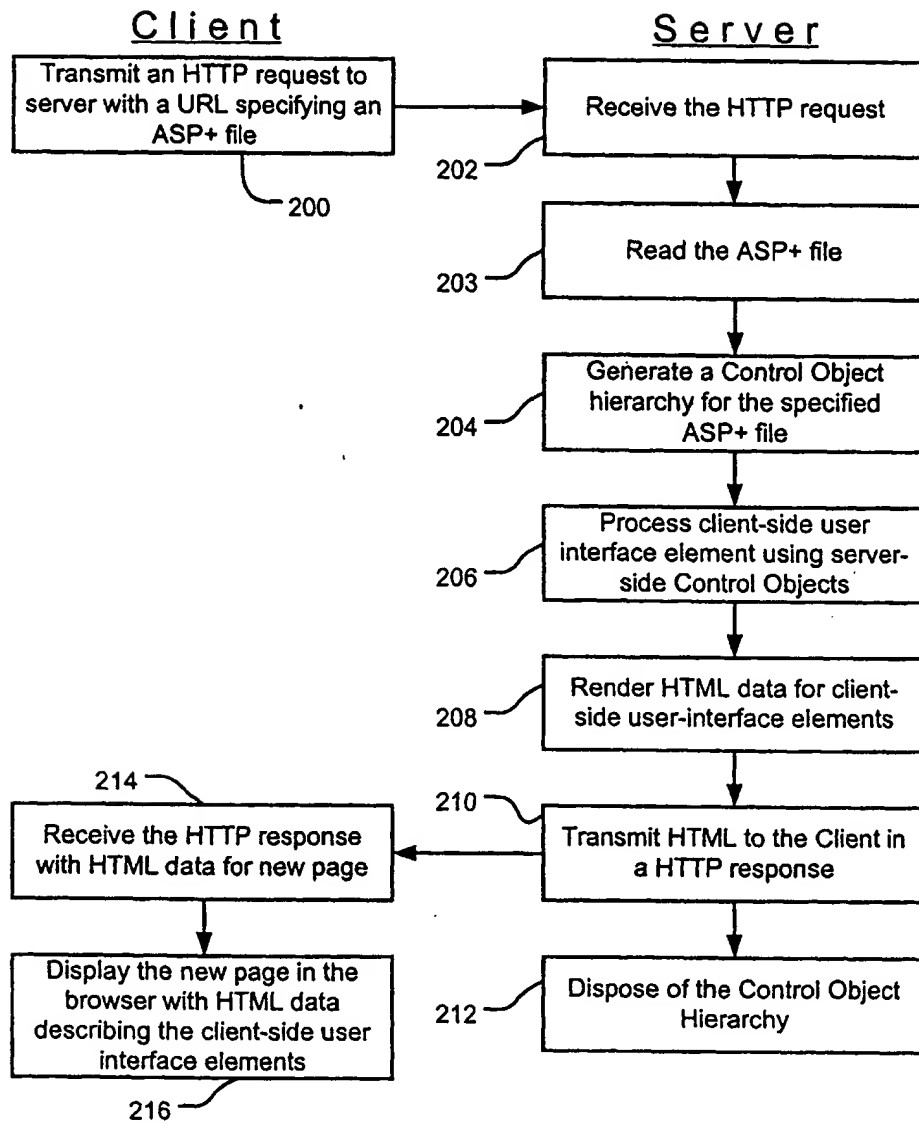 Client
Server
Transmit an HTTP request to
server with a URL specifying an
ASP+ file
200
Receive the HTTP request
202
Read the ASP+ file
203
Generate a Control Object
hierarchy for the specified
ASP+ file
204
Process client-side user
interface element using server-
side Control Objects
206
Render HTML data for client-
side user-interface elements
208
210
Transmit HTML to the Client in
a HTTP response
214
Receive the HTTP response
with HTML data for new page
Display the new page in the
browser with HTML data
describing the client-side user
interface elements
216
Dispose of the Control Object
Hierarchy
212